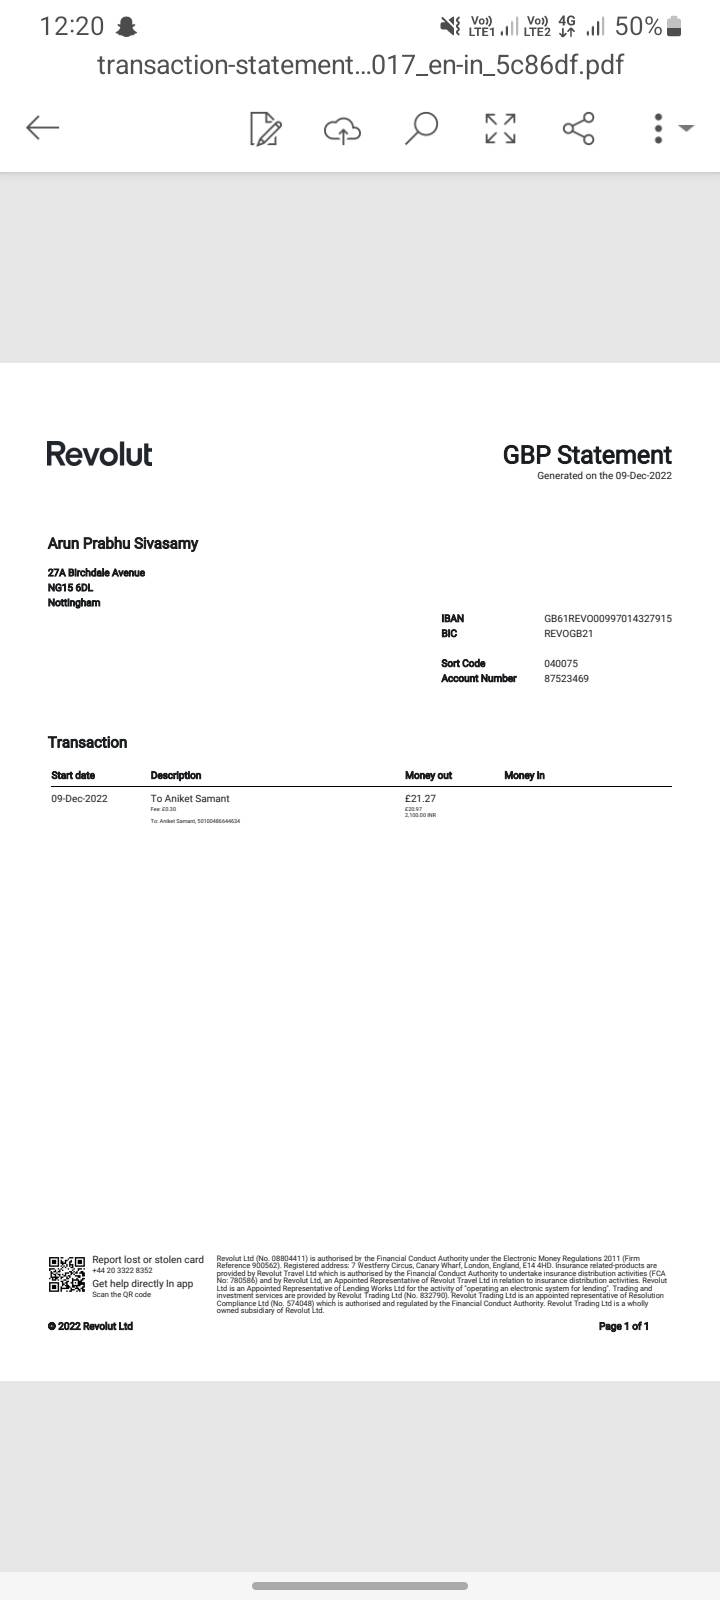 12:20
Vo)) LTE1 Vo)) LTE2 4G 50%
transaction-statement...017_en-in_5c86df.pdf
Revolut
GBP Statement
Generated on the 09-Dec-2022
Arun Prabhu Sivasamy
27A Birchdale Avenue
NG15 6DL
Nottingham
IBAN GB61REVO00997014327915
BIC REVOGB21
Sort Code 040075
Account Number 87523469
Transaction
Start date Description Money out Money in
09-Dec-2022 To Aniket Samant £21.27
Fee: £0.30 £20.97
2,100.00 INR
To: Aniket Samant, 50100486644634
Report lost or stolen card
+44 20 3322 8352
Get help directly In app
Scan the QR code
Revolut Ltd (No. 08804411) is authorised by the Financial Conduct Authority under the Electronic Money Regulations 2011 (Firm
Reference 900562). Registered address: 7 Westferry Circus, Canary Wharf, London, England, E14 4HD. Insurance related-products are
provided by Revolut Travel Ltd which is authorised by the Financial Conduct Authority to undertake insurance distribution activities (FCA
No: 780586) and by Revolut Ltd, an Appointed Representative of Revolut Travel Ltd in relation to insurance distribution activities. Revolut
Ltd is an Appointed Representative of Lending Works Ltd for the activity of "operating an electronic system for lending". Trading and
investment services are provided by Revolut Trading Ltd (No. 832790). Revolut Trading Ltd is an appointed representative of Resolution
Compliance Ltd (No. 574048) which is authorised and regulated by the Financial Conduct Authority. Revolut Trading Ltd is a wholly
owned subsidiary of Revolut Ltd.
© 2022 Revolut Ltd
Page 1 of 1